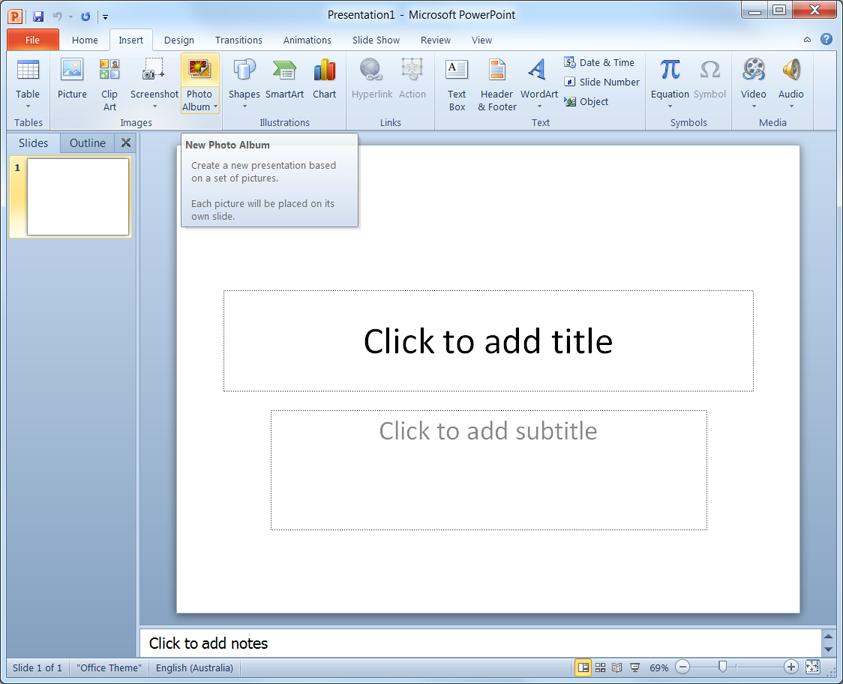 Presentation1 - Microsoft PowerPoint
File Home Insert Design Transitions Animations Slide Show Review View
Table
Picture
Clip
Art
Screenshot
Photo
Album
Shapes
SmartArt
Chart
Hyperlink
Action
Text
Box
Header
& Footer
WordArt
Date & Time
Slide Number
Object
Equation
Symbol
Video
Audio
Tables Images Illustrations Links Text Symbols Media
Slides Outline
New Photo Album
Create a new presentation based
on a set of pictures.
Each picture will be placed on its
own slide.
1
Click to add title
Click to add subtitle
Click to add notes
Slide 1 of 1 "Office Theme" English (Australia) 69%